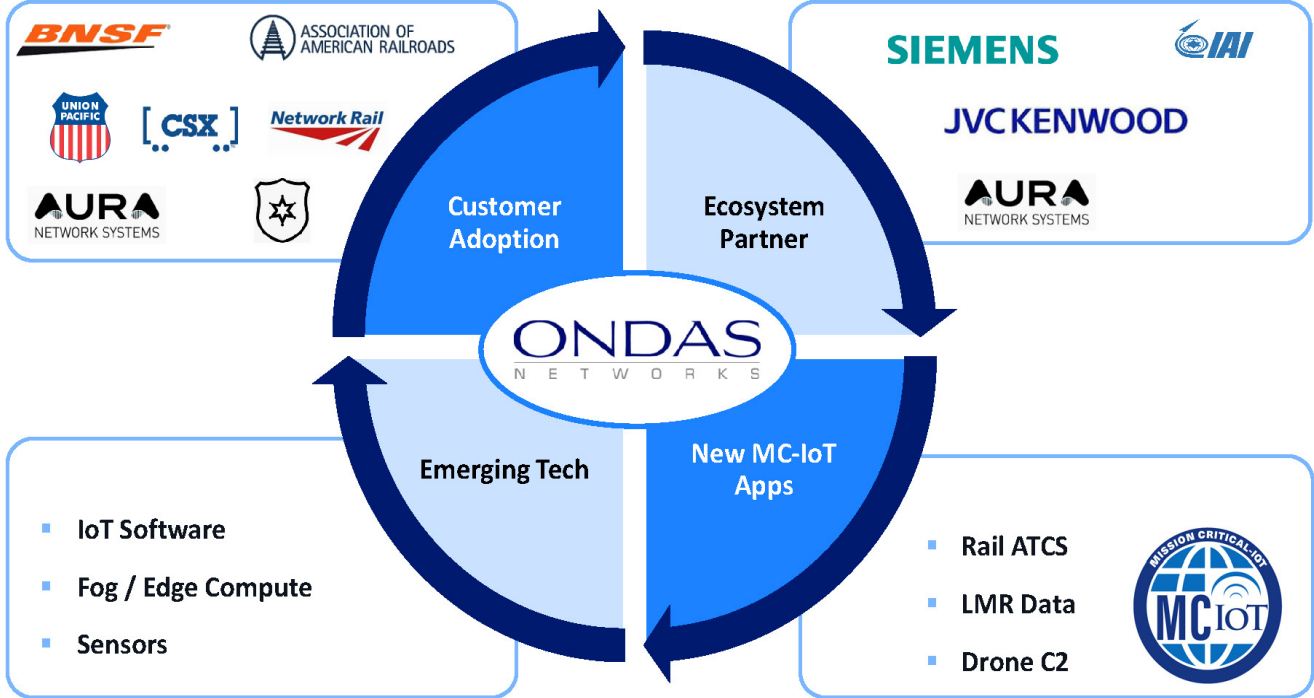 BNSF
ASSOCIATION OF
AMERICAN RAILROADS
UNION
PACIFIC
[CSX]
Network Rail
AURA
NETWORK SYSTEMS
SIEMENS
IAI
JVCKENWOOD
AURA
NETWORK SYSTEMS
Customer
Adoption
Ecosystem
Partner
ONDAS
NETWORKS
Emerging Tech
New MC-IoT
Apps
IoT Software
Fog / Edge Compute
Sensors
Rail ATCS
LMR Data
Drone C2
MISSION CRITICAL-IOT
MCIOT